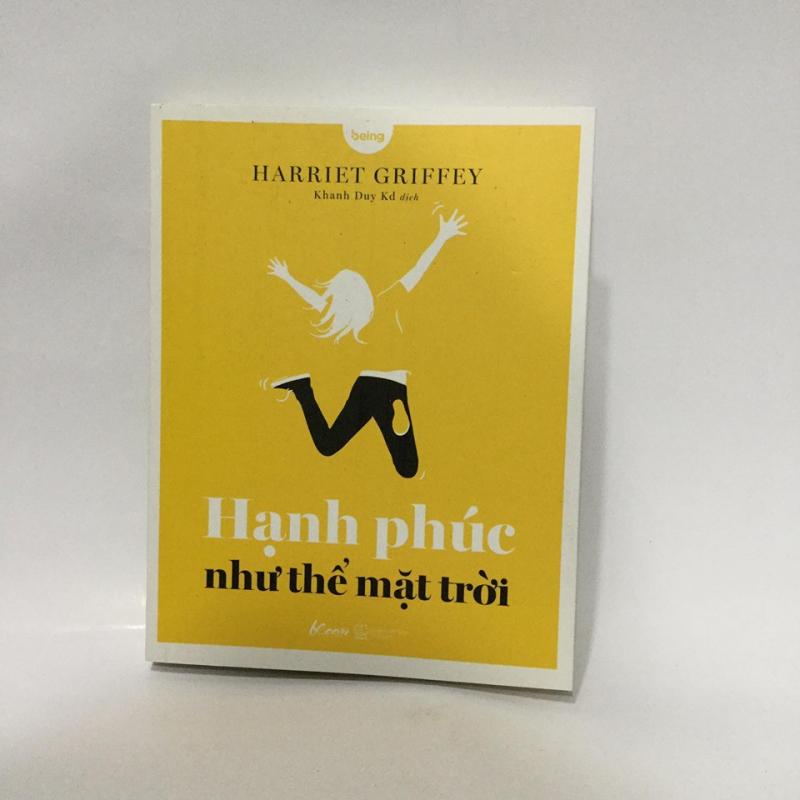 being
HARRIET GRIFFEY
Khanh Duy Kd dịch
Hạnh phúc
như thể mặt trời